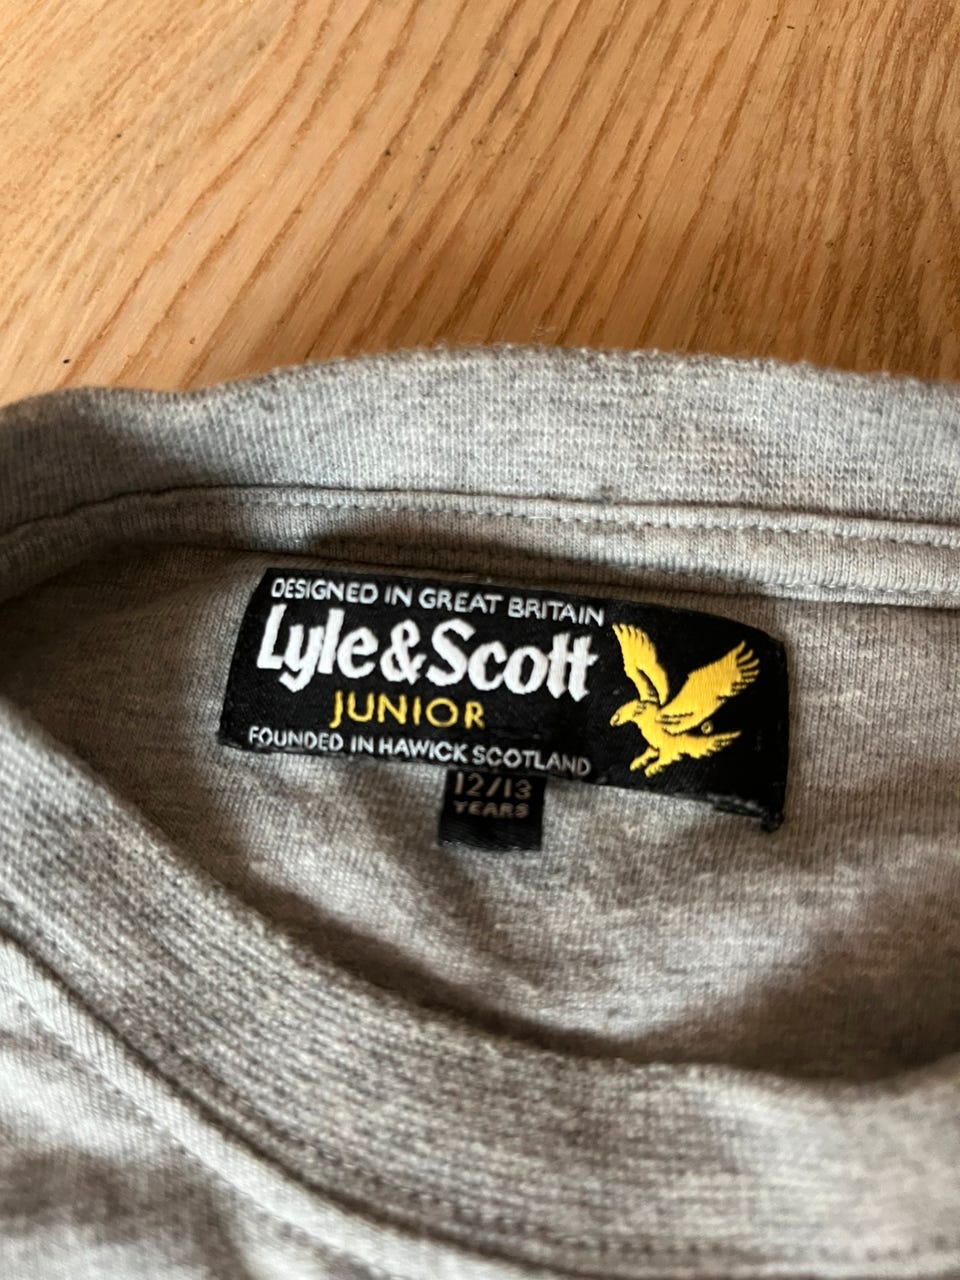 DESIGNED IN GREAT BRITAIN
Lyle&Scott
JUNIOR
FOUNDED IN HAWICK SCOTLAND
12/13
YEARS